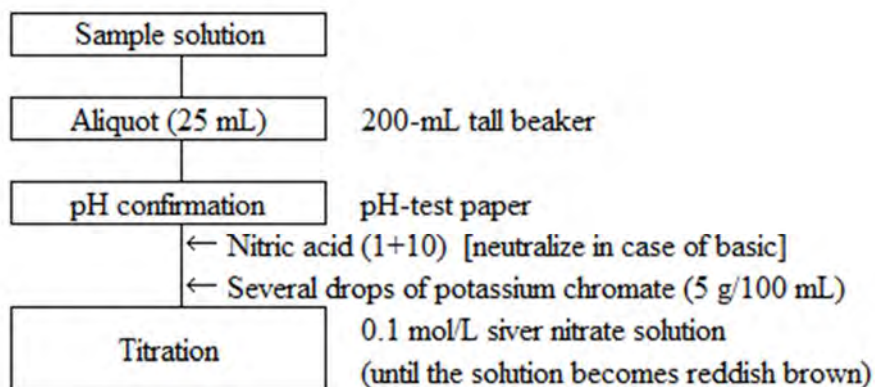 Sample solution
Aliquot (25 mL) 200-mL tall beaker
pH confirmation pH-test paper
← Nitric acid (1+10) [neutralize in case of basic]
← Several drops of potassium chromate (5 g/100 mL)
0.1 mol/L siver nitrate solution
Titration
(until the solution becomes reddish brown)